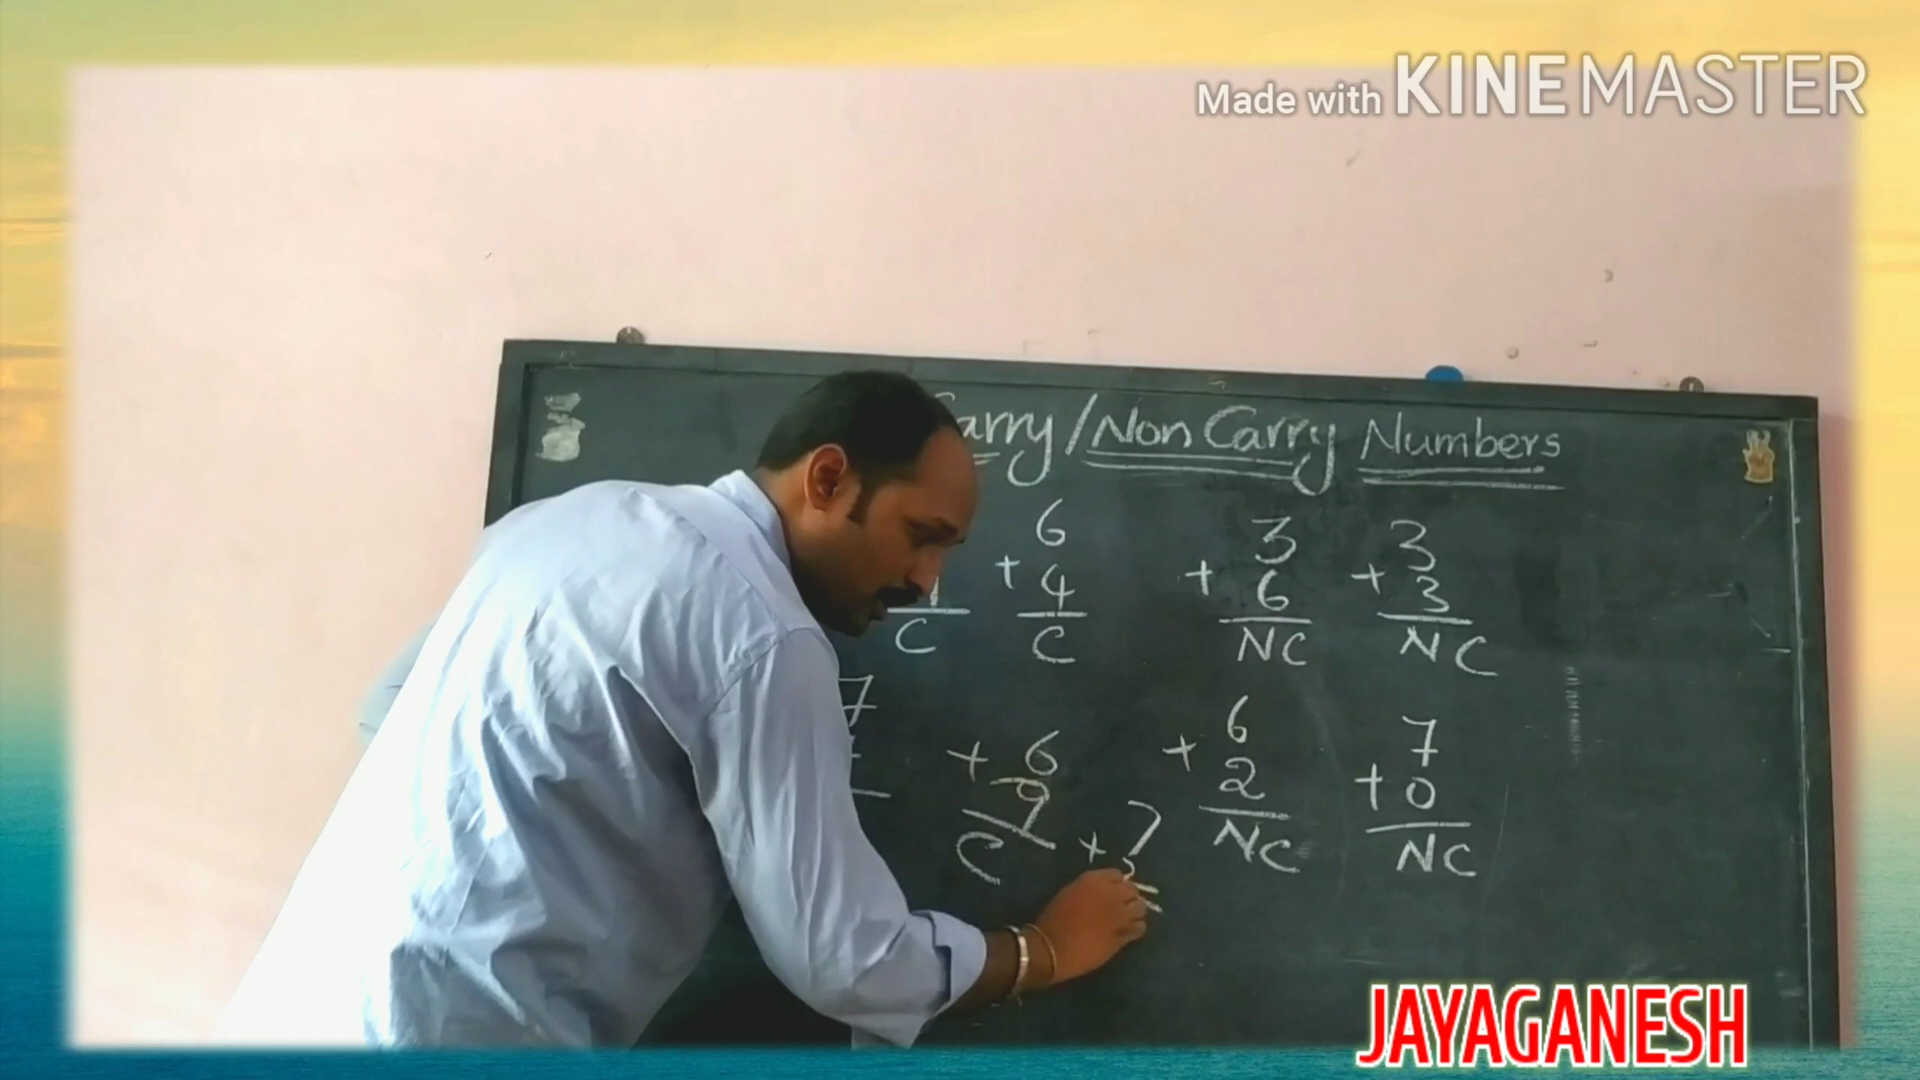 Made with KINEMASTER
arry / Non Carry Numbers
6 3 3
+ 4 + 6 + 3
C C NC NC
7 6 7
+ 6 + 2 + 0
9 7
C + NC NC
JAYAGANESH